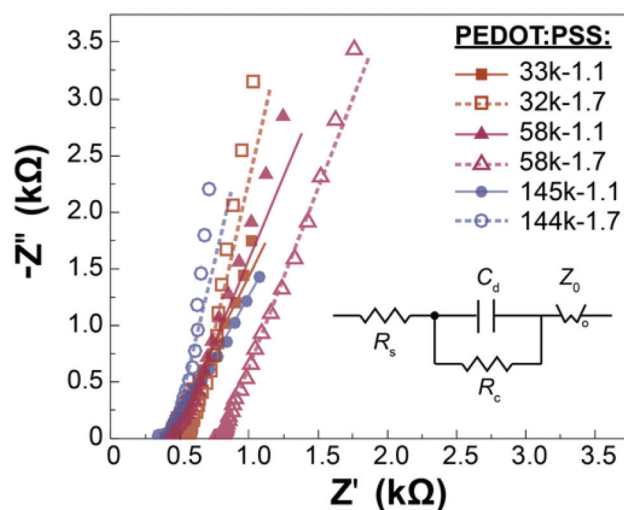 PEDOT:PSS:
33k-1.1
32k-1.7
58k-1.1
58k-1.7
145k-1.1
144k-1.7
3.5
3.0
2.5
2.0
1.5
1.0
0.5
0
-Z" (kΩ)
Cd
Z0
Rs
Rc
0 0.5 1.0 1.5 2.0 2.5 3.0 3.5
Z' (kΩ)